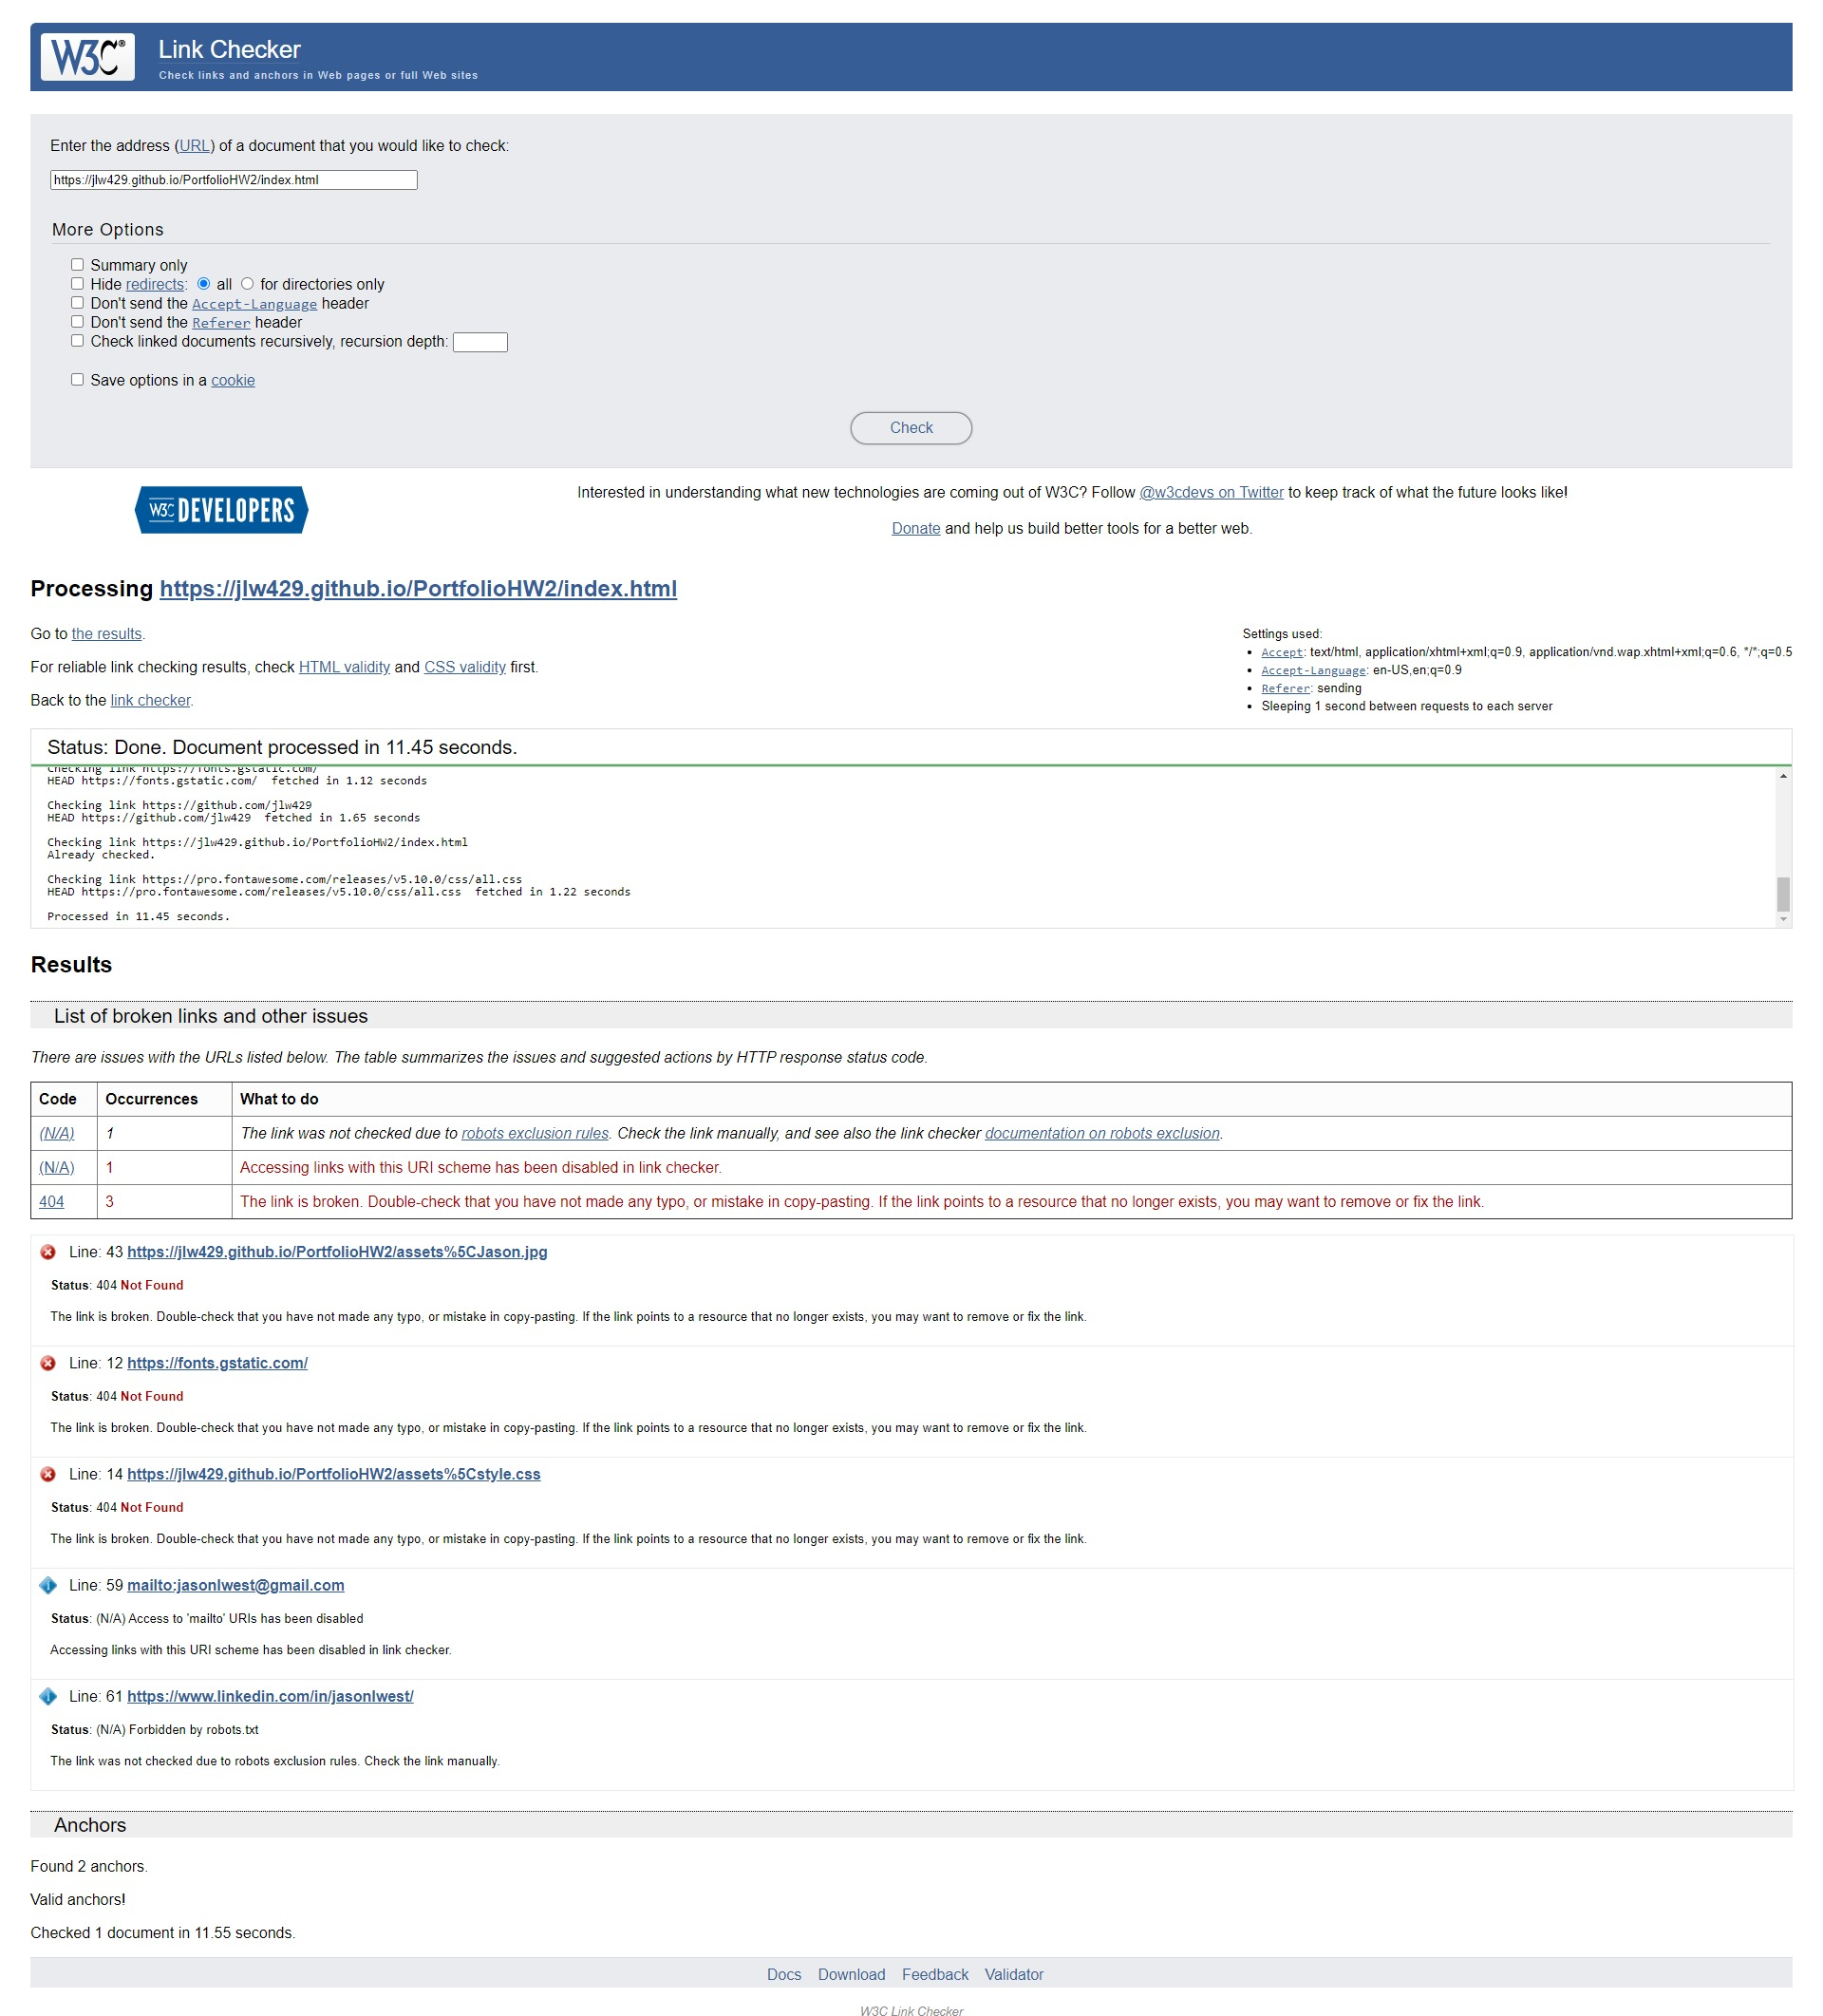 W3C®
Link Checker
Check links and anchors in Web pages or full Web sites
Enter the address (URL) of a document that you would like to check:
https://jlw429.github.io/PortfolioHW2/index.html
More Options
Summary only
Hide redirects: all for directories only
Don't send the Accept-Language header
Don't send the Referer header
Check linked documents recursively, recursion depth:
Save options in a cookie
Check
W3C DEVELOPERS
Interested in understanding what new technologies are coming out of W3C? Follow @w3cdevs on Twitter to keep track of what the future looks like!
Donate and help us build better tools for a better web.
Processing https://jlw429.github.io/PortfolioHW2/index.html
Go to the results.
For reliable link checking results, check HTML validity and CSS validity first.
Back to the link checker.
Settings used:
• Accept: text/html, application/xhtml+xml;q=0.9, application/vnd.wap.xhtml+xml;q=0.6, */*;q=0.5
• Accept-Language: en-US,en;q=0.9
• Referer: sending
• Sleeping 1 second between requests to each server
Status: Done. Document processed in 11.45 seconds.
Checking link https://fonts.gstatic.com/
HEAD https://fonts.gstatic.com/  fetched in 1.12 seconds
Checking link https://github.com/jlw429
HEAD https://github.com/jlw429  fetched in 1.65 seconds
Checking link https://jlw429.github.io/PortfolioHW2/index.html
Already checked.
Checking link https://pro.fontawesome.com/releases/v5.10.0/css/all.css
HEAD https://pro.fontawesome.com/releases/v5.10.0/css/all.css  fetched in 1.22 seconds
Processed in 11.45 seconds.
Results
List of broken links and other issues
There are issues with the URLs listed below. The table summarizes the issues and suggested actions by HTTP response status code.
Code Occurrences What to do
(N/A) 1 The link was not checked due to robots exclusion rules. Check the link manually, and see also the link checker documentation on robots exclusion.
(N/A) 1 Accessing links with this URI scheme has been disabled in link checker.
404 3 The link is broken. Double-check that you have not made any typo, or mistake in copy-pasting. If the link points to a resource that no longer exists, you may want to remove or fix the link.
Line: 43 https://jlw429.github.io/PortfolioHW2/assets%5CJason.jpg
Status: 404 Not Found
The link is broken. Double-check that you have not made any typo, or mistake in copy-pasting. If the link points to a resource that no longer exists, you may want to remove or fix the link.
Line: 12 https://fonts.gstatic.com/
Status: 404 Not Found
The link is broken. Double-check that you have not made any typo, or mistake in copy-pasting. If the link points to a resource that no longer exists, you may want to remove or fix the link.
Line: 14 https://jlw429.github.io/PortfolioHW2/assets%5Cstyle.css
Status: 404 Not Found
The link is broken. Double-check that you have not made any typo, or mistake in copy-pasting. If the link points to a resource that no longer exists, you may want to remove or fix the link.
Line: 59 mailto:jasonlwest@gmail.com
Status: (N/A) Access to 'mailto' URIs has been disabled
Accessing links with this URI scheme has been disabled in link checker.
Line: 61 https://www.linkedin.com/in/jasonlwest/
Status: (N/A) Forbidden by robots.txt
The link was not checked due to robots exclusion rules. Check the link manually.
Anchors
Found 2 anchors.
Valid anchors!
Checked 1 document in 11.55 seconds.
Docs Download Feedback Validator
W3C Link Checker